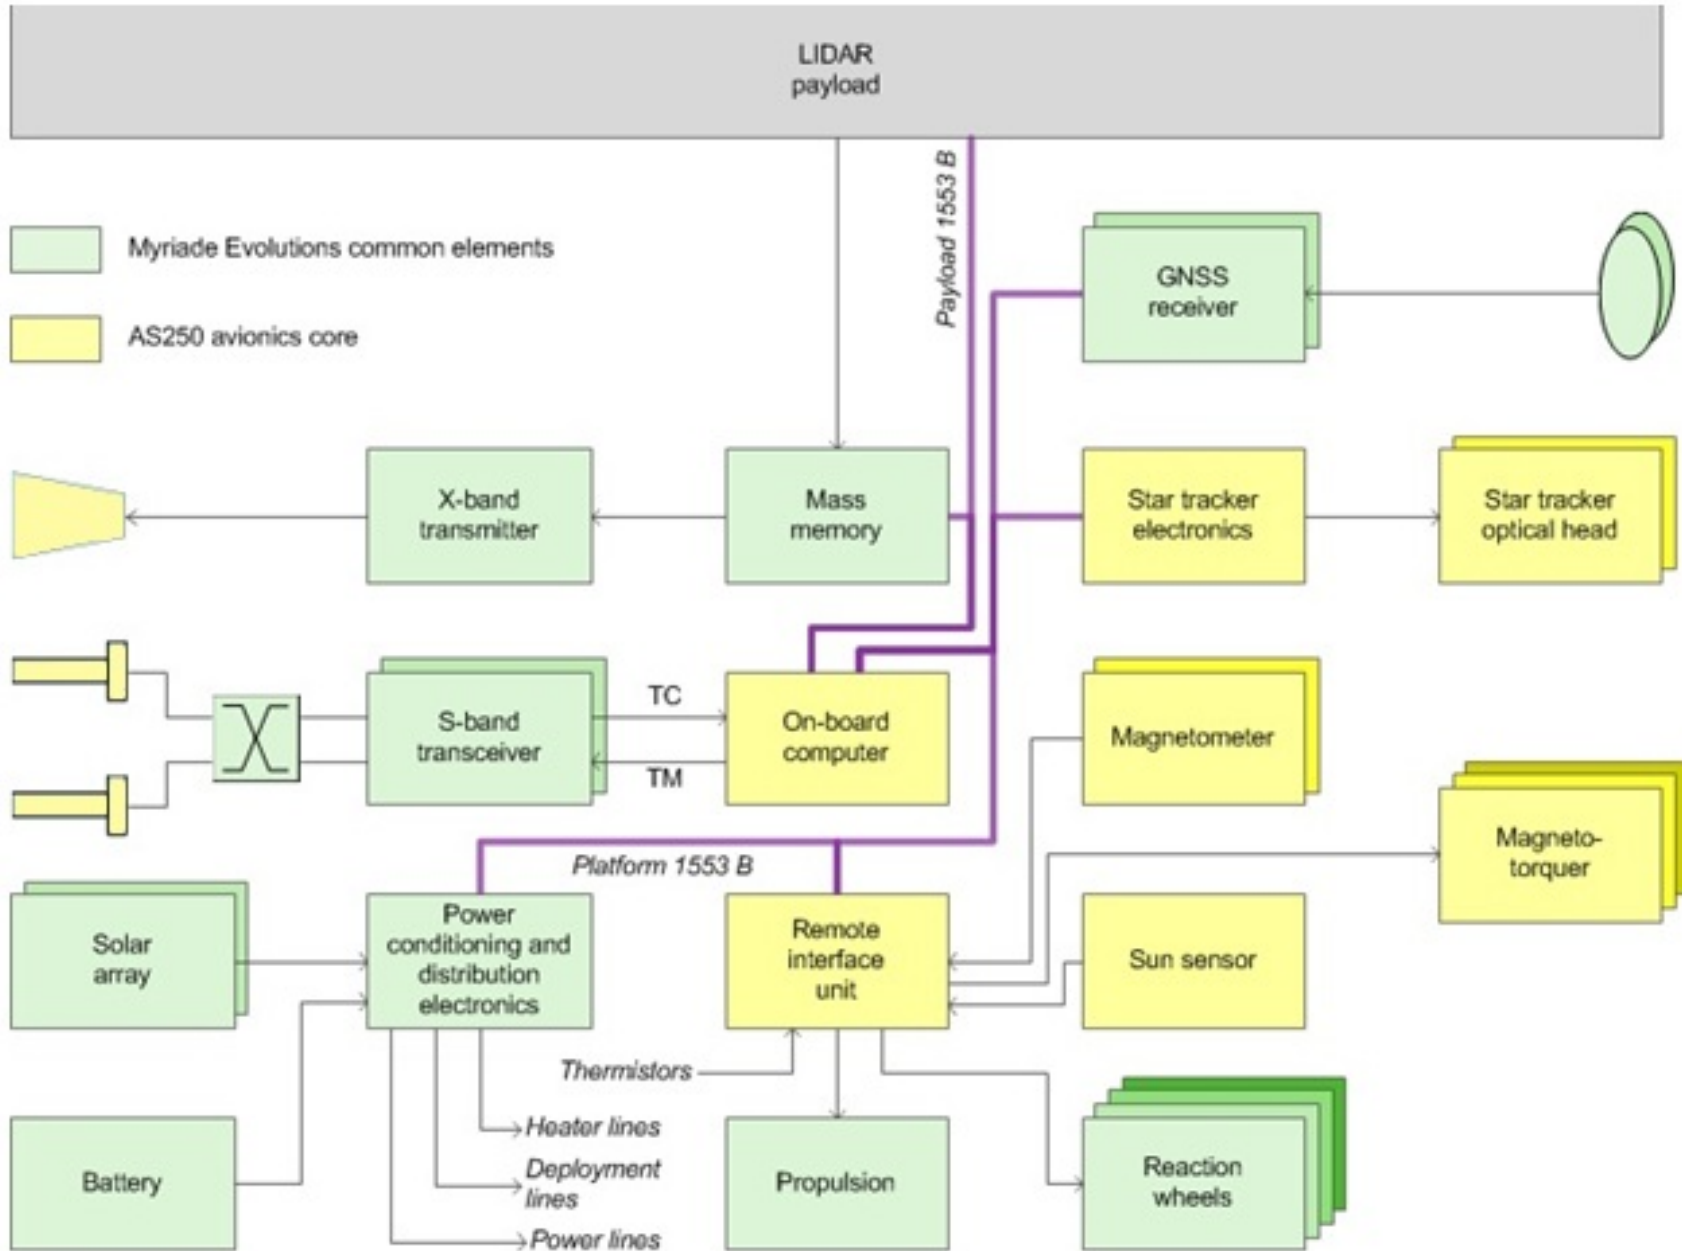 LIDAR
payload
Payload 1553 B
Myriade Evolutions common elements
AS250 avionics core
GNSS
receiver
X-band
transmitter
Mass
memory
Star tracker
electronics
Star tracker
optical head
S-band
transceiver
TC
TM
On-board
computer
Magnetometer
Magneto-
torquer
Platform 1553 B
Solar
array
Power
conditioning and
distribution
electronics
Remote
interface
unit
Sun sensor
Thermistors
Heater lines
Deployment
lines
Power lines
Battery
Propulsion
Reaction
wheels